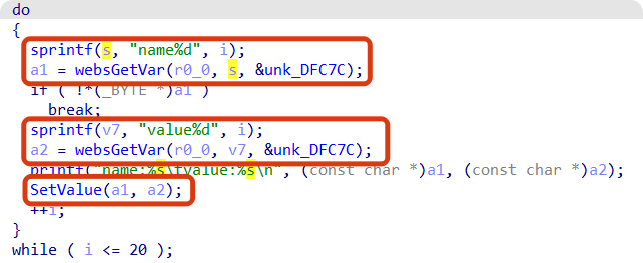 do
{
sprintf(s, "name%d", i);
a1 = websGetVar(r0_0, s, &unk_DFC7C);
if ( !*(_BYTE *)a1 )
break;
sprintf(v7, "value%d", i);
a2 = websGetVar(r0_0, v7, &unk_DFC7C);
printf("name:%s\tvalue:%s\n", (const char *)a1, (const char *)a2);
SetValue(a1, a2);
++i;
}
while ( i <= 20 );